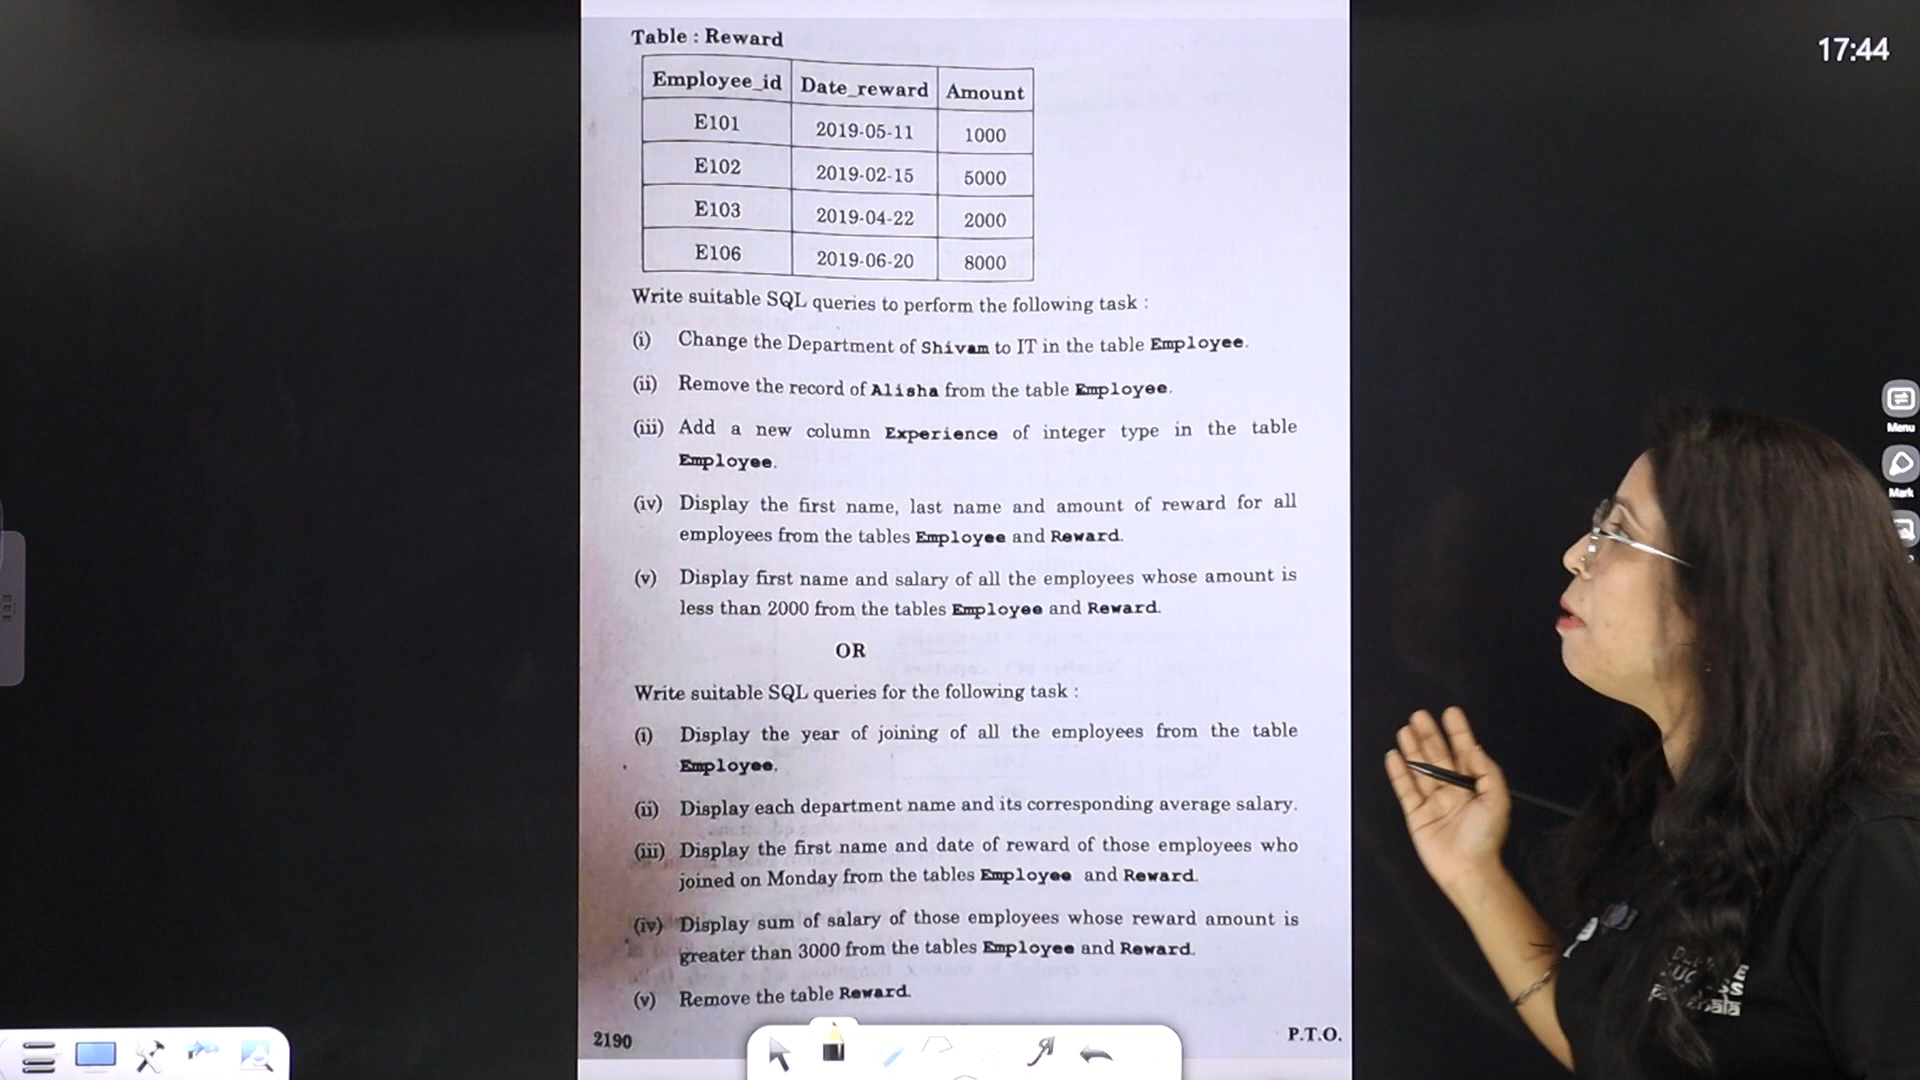 17:44
Table : Reward
Employee_id Date_reward Amount
E101 2019-05-11 1000
E102 2019-02-15 5000
E103 2019-04-22 2000
E106 2019-06-20 8000
Write suitable SQL queries to perform the following task :
(i) Change the Department of Shivam to IT in the table Employee.
(ii) Remove the record of Alisha from the table Employee.
(iii) Add a new column Experience of integer type in the table
Employee.
(iv) Display the first name, last name and amount of reward for all
employees from the tables Employee and Reward.
(v) Display first name and salary of all the employees whose amount is
less than 2000 from the tables Employee and Reward.
OR
Write suitable SQL queries for the following task :
(i) Display the year of joining of all the employees from the table
Employee.
(ii) Display each department name and its corresponding average salary.
(iii) Display the first name and date of reward of those employees who
joined on Monday from the tables Employee and Reward.
(iv) Display sum of salary of those employees whose reward amount is
greater than 3000 from the tables Employee and Reward.
(v) Remove the table Reward.
2190 P.T.O.
Menu
Mark